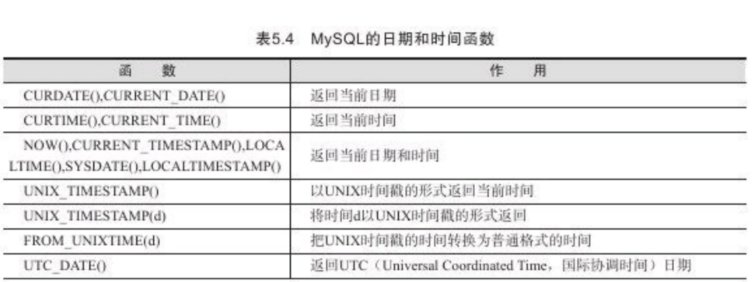 表5.4 MySQL的日期和时间函数
函 数 作 用
CURDATE(),CURRENT_DATE() 返回当前日期
CURTIME(),CURRENT_TIME() 返回当前时间
NOW(),CURRENT_TIMESTAMP(),LOCA
LTIME(),SYSDATE(),LOCALTIMESTAMP() 返回当前日期和时间
UNIX_TIMESTAMP() 以UNIX时间戳的形式返回当前时间
UNIX_TIMESTAMP(d) 将时间d以UNIX时间戳的形式返回
FROM_UNIXTIME(d) 把UNIX时间戳的时间转换为普通格式的时间
UTC_DATE() 返回UTC（Universal Coordinated Time，国际协调时间）日期